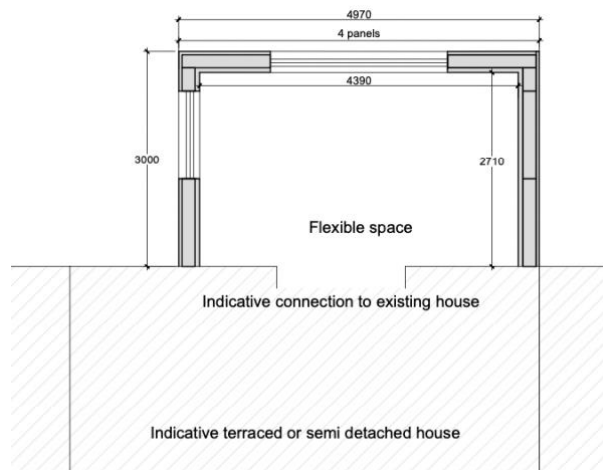 4970
4 panels
4390
3000
2710
Flexible space
Indicative connection to existing house
Indicative terraced or semi detached house